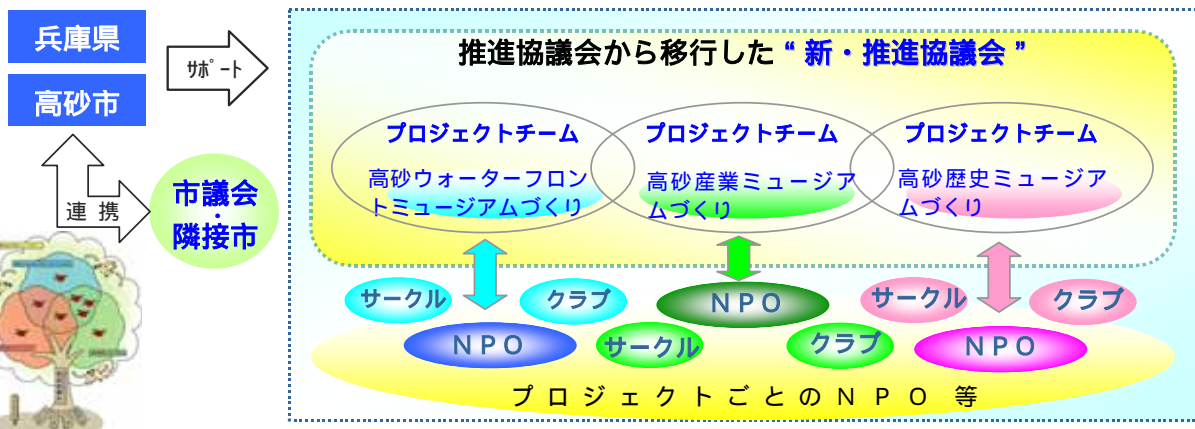 兵庫県
高砂市
サポート
連携
市議会
・
隣接市
推進協議会から移行した“新・推進協議会”
プロジェクトチーム
高砂ウォーターフロン
トミュージアムづくり
プロジェクトチーム
高砂産業ミュージア
ムづくり
プロジェクトチーム
高砂歴史ミュージア
ムづくり
サークル
クラブ
ＮＰＯ
ＮＰＯ
サークル
クラブ
サークル
クラブ
ＮＰＯ
プロジェクトごとのＮＰＯ等